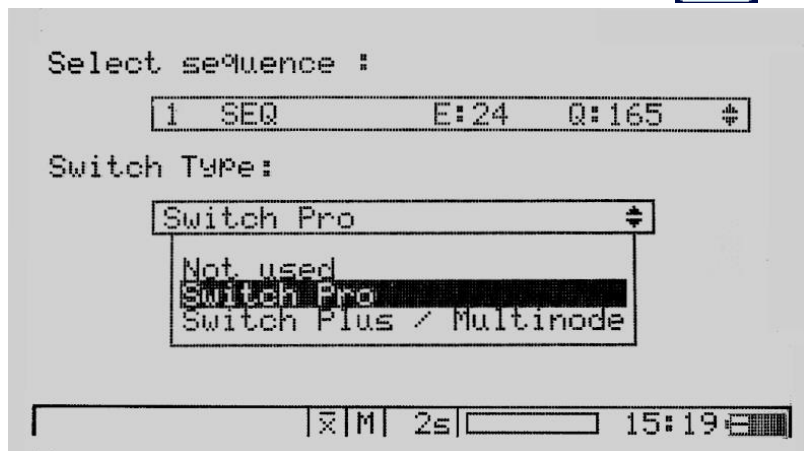 Select sequence :
1 SEQ E:24 Q:165
Switch Type:
Switch Pro
Not used
Switch Pro
Switch Plus / Multinode
x̅ M 2s 15:19